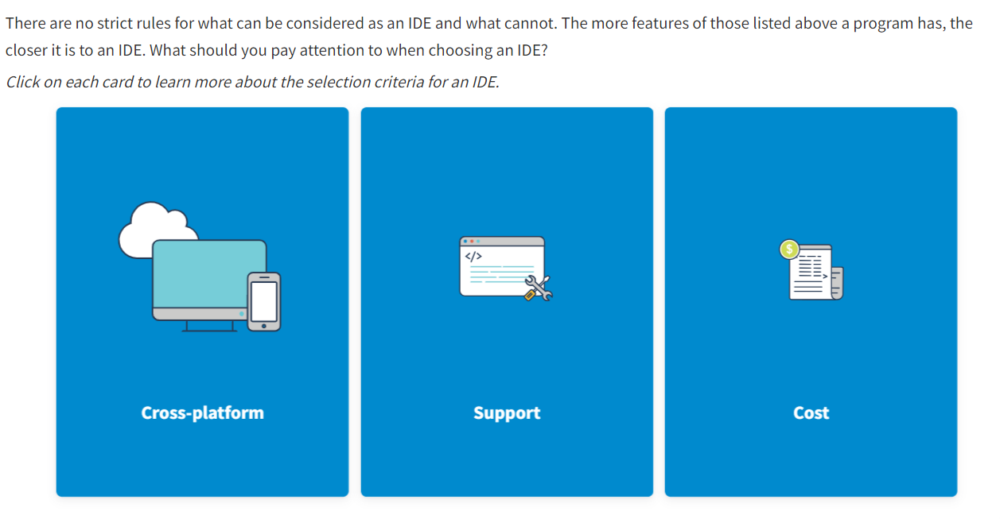 There are no strict rules for what can be considered as an IDE and what cannot. The more features of those listed above a program has, the
closer it is to an IDE. What should you pay attention to when choosing an IDE?
Click on each card to learn more about the selection criteria for an IDE.
</>
$
Cross-platform
Support
Cost